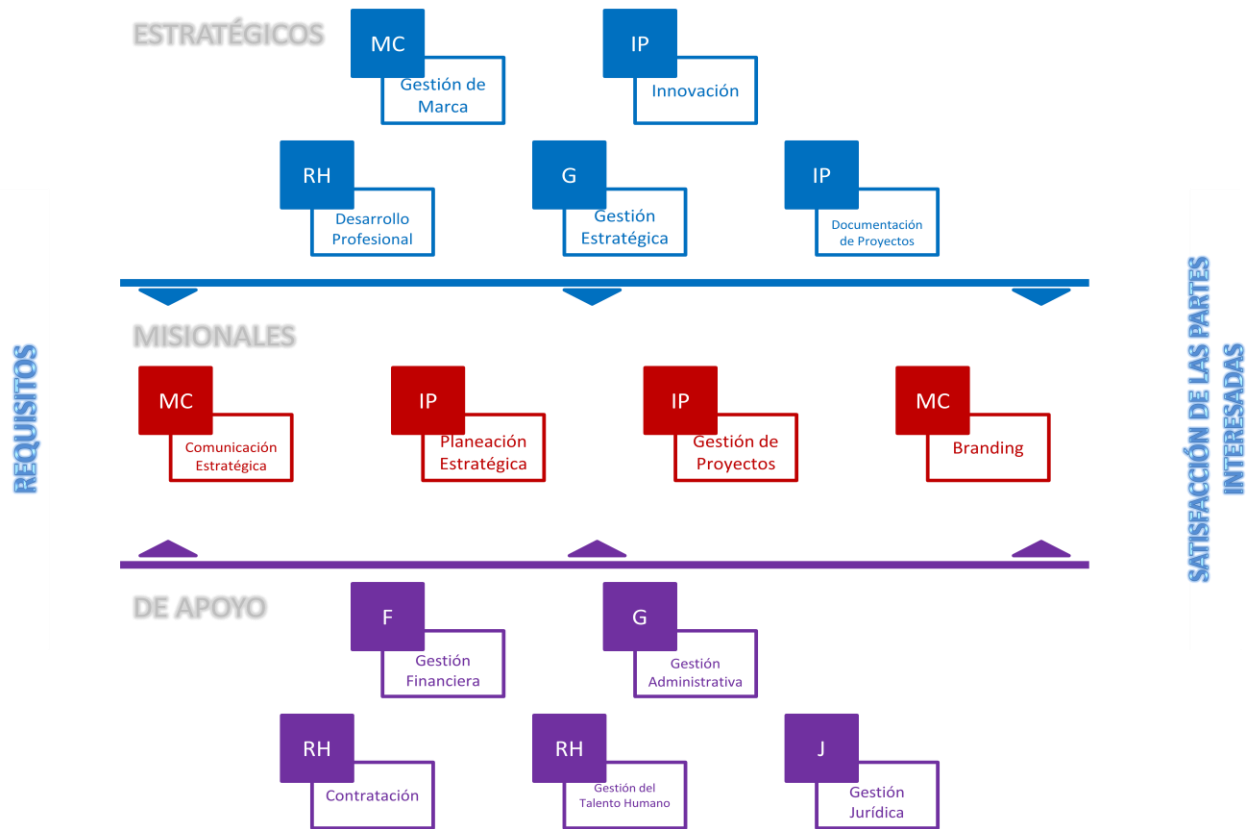 ESTRATÉGICOS
MC
Gestión de
Marca
IP
Innovación
RH
Desarrollo
Profesional
G
Gestión
Estratégica
IP
Documentación
de Proyectos
REQUISITOS
MISIONALES
MC
Comunicación
Estratégica
IP
Planeación
Estratégica
IP
Gestión de
Proyectos
MC
Branding
SATISFACCIÓN DE LAS PARTES
INTERESADAS
DE APOYO
F
Gestión
Financiera
G
Gestión
Administrativa
RH
Contratación
RH
Gestión del
Talento Humano
J
Gestión
Jurídica